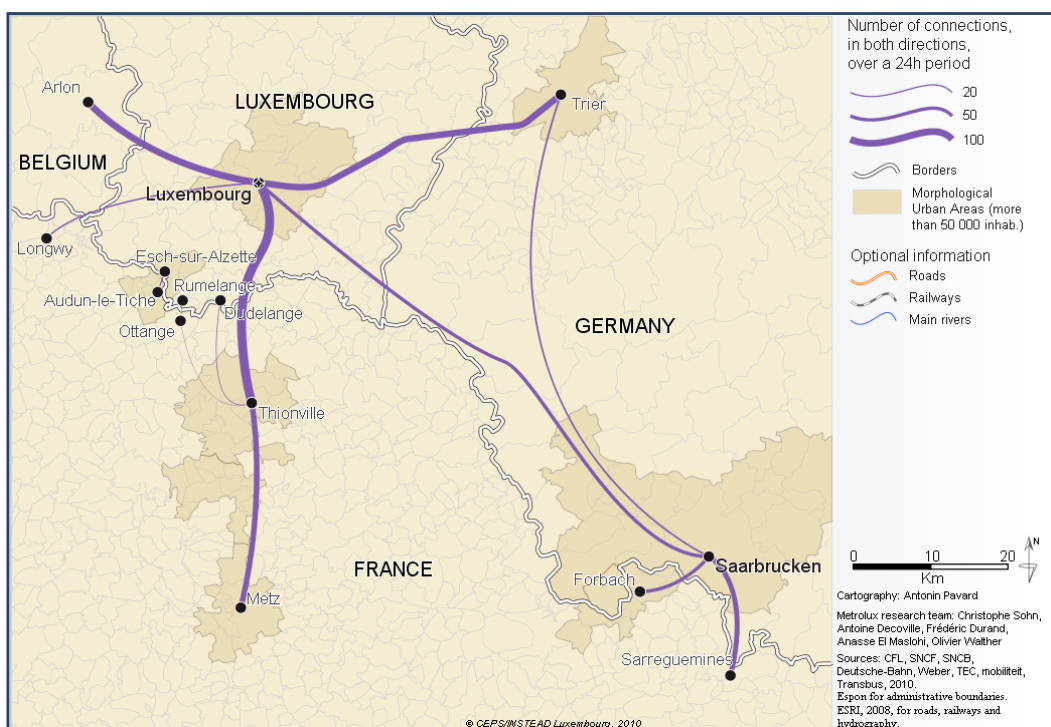 Arlon
LUXEMBOURG
Trier
BELGIUM
Luxembourg
Longwy
Esch-sur-Alzette
Rumelange
Audun-le-Tiche
Dudelange
Ottange
GERMANY
Thionville
FRANCE
Saarbrucken
Forbach
Metz
Sarreguemines
© CEPS/INSTEAD Luxembourg, 2010
Number of connections,
in both directions,
over a 24h period
20
50
100
Borders
Morphological
Urban Areas (more
than 50 000 inhab.)
Optional information
Roads
Railways
Main rivers
N
0 10 20
Km
Cartography: Antonin Pavard
Metrolux research team: Christophe Sohn,
Antoine Decoville, Frédéric Durand,
Anasse El Maslohi, Olivier Walther
Sources: CFL, SNCF, SNCB,
Deutsche-Bahn, Weber, TEC, mobiliteit,
Transbus, 2010.
Espon for administrative boundaries.
ESRI, 2008, for roads, railways and
hydrography.